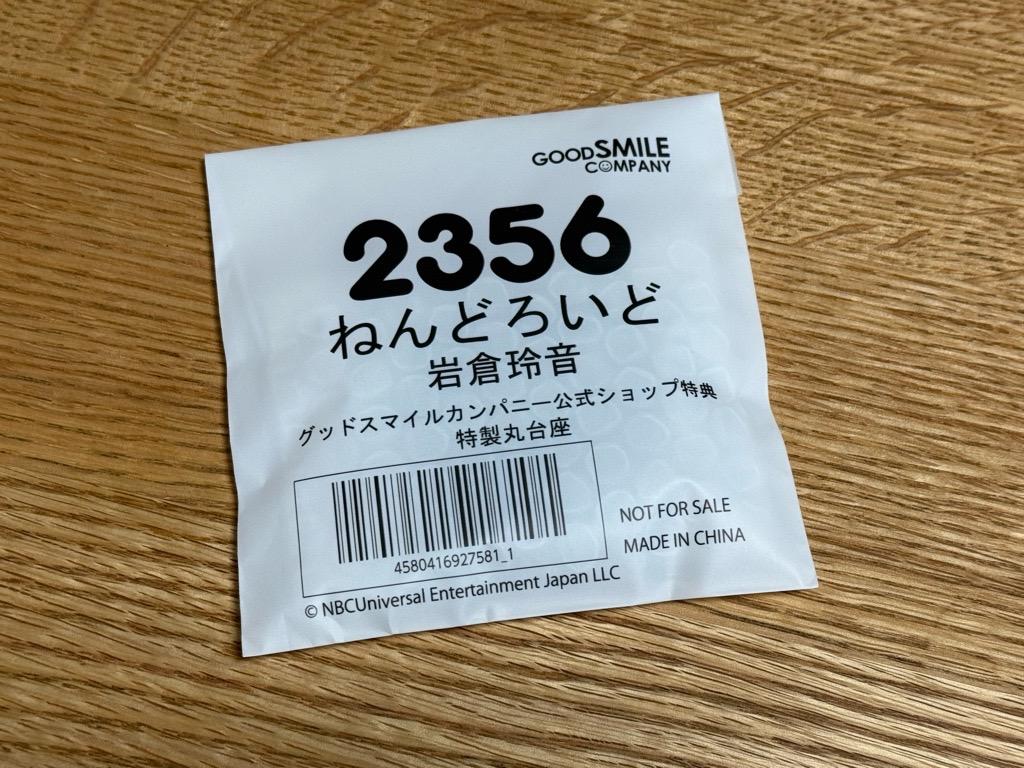 GOODSMILE
COMPANY
2356
ねんどろいど
岩倉玲音
グッドスマイルカンパニー公式ショップ特典
特製丸台座
4580416927581_1
NOT FOR SALE
MADE IN CHINA
© NBCUniversal Entertainment Japan LLC